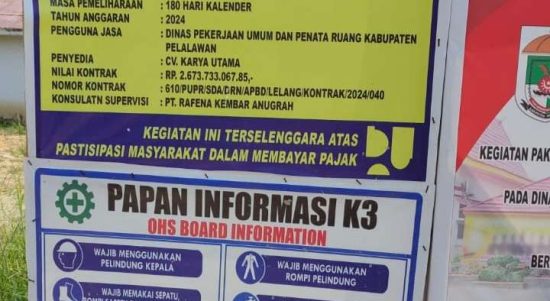 MASA PEMELIHARAAN : 180 HARI KALENDER
TAHUN ANGGARAN : 2024
PENGGUNA JASA : DINAS PEKERJAAN UMUM DAN PENATA RUANG KABUPATEN
PELALAWAN
PENYEDIA : CV. KARYA UTAMA
NILAI KONTRAK : RP. 2.673.733.067.85,-
NOMOR KONTRAK : 610/PUPR/SDA/DRN/APBD/LELANG/KONTRAK/2024/040
KONSULATN SUPERVISI : PT. RAFENA KEMBAR ANUGRAH
KEGIATAN INI TERSELENGGARA ATAS
PASTISIPASI MASYARAKAT DALAM MEMBAYAR PAJAK
PAPAN INFORMASI K3
OHS BOARD INFORMATION
WAJIB MENGGUNAKAN
PELINDUNG KEPALA
WAJIB MENGGUNAKAN
ROMPI PELINDUNG
WAJIB MEMAKAI SEPATU,
KEGIATAN PAK
PADA DINA
BER